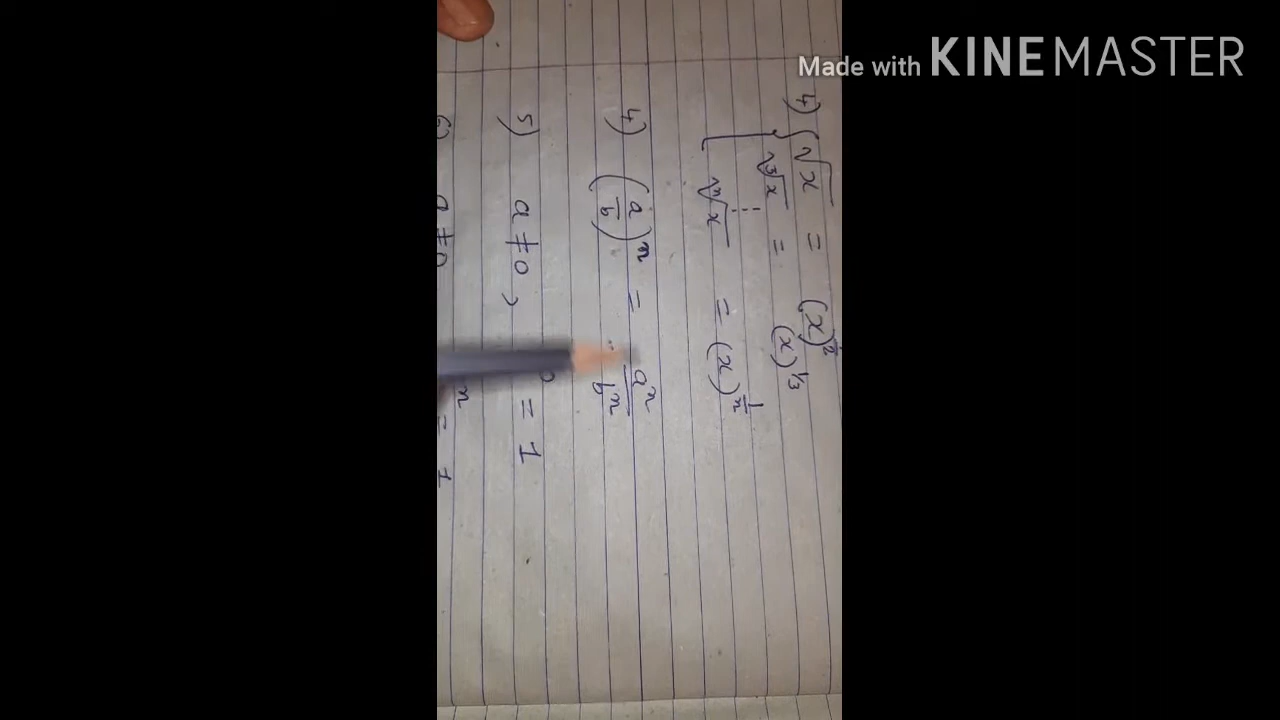 Made with KINEMASTER
4) √x = (x)^1/2
∛x = (x)^1/3
ⁿ√x = (x)^1/n
4) (a/b)^n = a^n/b^n
5) a ≠ 0, = 1